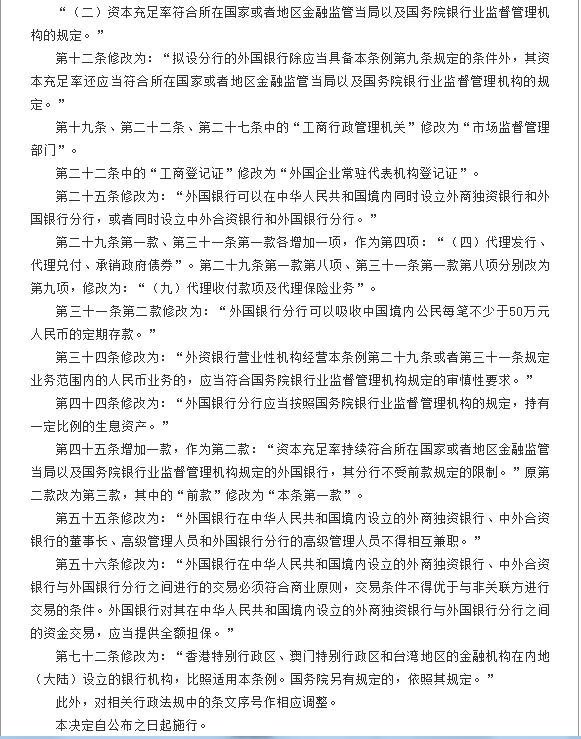 “（二）资本充足率符合所在国家或者地区金融监管当局以及国务院银行业监督管理机
构的规定。”
第十二条修改为：“拟设分行的外国银行除应当具备本条例第九条规定的条件外，其资
本充足率还应当符合所在国家或者地区金融监管当局以及国务院银行业监督管理机构的规
定。”
第十九条、第二十二条、第二十七条中的“工商行政管理机关”修改为“市场监督管理
部门”。
第二十二条中的“工商登记证”修改为“外国企业常驻代表机构登记证”。
第二十五条修改为：“外国银行可以在中华人民共和国境内同时设立外商独资银行和外
国银行分行，或者同时设立中外合资银行和外国银行分行。”
第二十九条第一款、第三十一条第一款各增加一项，作为第四项：“（四）代理发行、
代理兑付、承销政府债券”。第二十九条第一款第八项、第三十一条第一款第八项分别改为
第九项，修改为：“（九）代理收付款项及代理保险业务”。
第三十一条第二款修改为：“外国银行分行可以吸收中国境内公民每笔不少于50万元
人民币的定期存款。”
第三十四条修改为：“外资银行营业性机构经营本条例第二十九条或者第三十一条规定
业务范围内的人民币业务的，应当符合国务院银行业监督管理机构规定的审慎性要求。”
第四十四条修改为：“外国银行分行应当按照国务院银行业监督管理机构的规定，持有
一定比例的生息资产。”
第四十五条增加一款，作为第二款：“资本充足率持续符合所在国家或者地区金融监管
当局以及国务院银行业监督管理机构规定的外国银行，其分行不受前款规定的限制。”原第
二款改为第三款，其中的“前款”修改为“本条第一款”。
第五十五条修改为：“外国银行在中华人民共和国境内设立的外商独资银行、中外合资
银行的董事长、高级管理人员和外国银行分行的高级管理人员不得相互兼职。”
第五十六条修改为：“外国银行在中华人民共和国境内设立的外商独资银行、中外合资
银行与外国银行分行之间进行的交易必须符合商业原则，交易条件不得优于与非关联方进行
交易的条件。外国银行对其在中华人民共和国境内设立的外商独资银行与外国银行分行之间
的资金交易，应当提供全额担保。”
第七十二条修改为：“香港特别行政区、澳门特别行政区和台湾地区的金融机构在内地
（大陆）设立的银行机构，比照适用本条例。国务院另有规定的，依照其规定。”
此外，对相关行政法规中的条文序号作相应调整。
本决定自公布之日起施行。